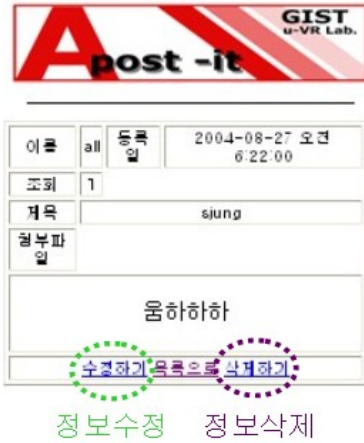 GIST
u-VR Lab.
Apost -it
이름 all 등록일 2004-08-27 오전 6:22:00
조회 1
제목 sjung
첨부파일
움하하하
수정하기 목록으로 삭제하기
정보수정 정보삭제